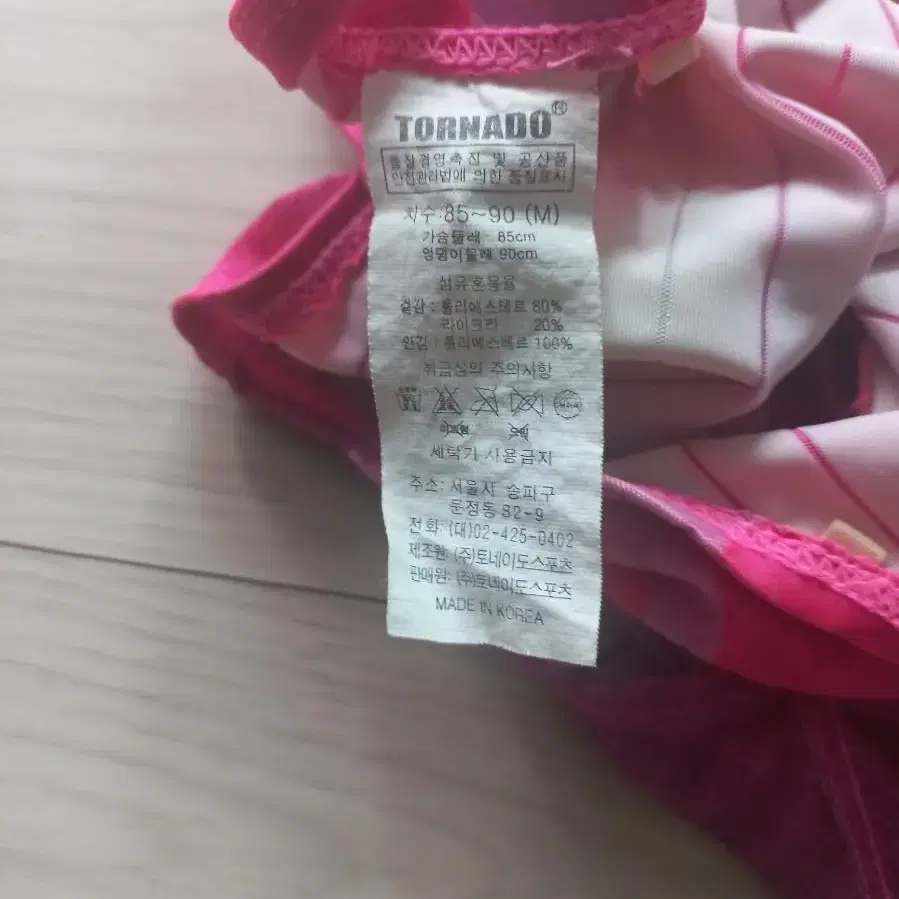 TORNADO®
품질경영촉진 및 공산품
안전관리법에 의한 품질표시
치수:85~90 (M)
가슴둘레 : 85cm
엉덩이둘레 90cm
섬유혼용율
겉감 : 폴리에스테르 80%
라이크라 20%
안감 : 폴리에스테르 100%
취급상의 주의사항
세탁기 사용금지
주소: 서울시 송파구
문정동 82-9
전화: (대)02-425-0402
제조원: (주)토네이도스포츠
판매원: (주)토네이도스포츠
MADE IN KOREA